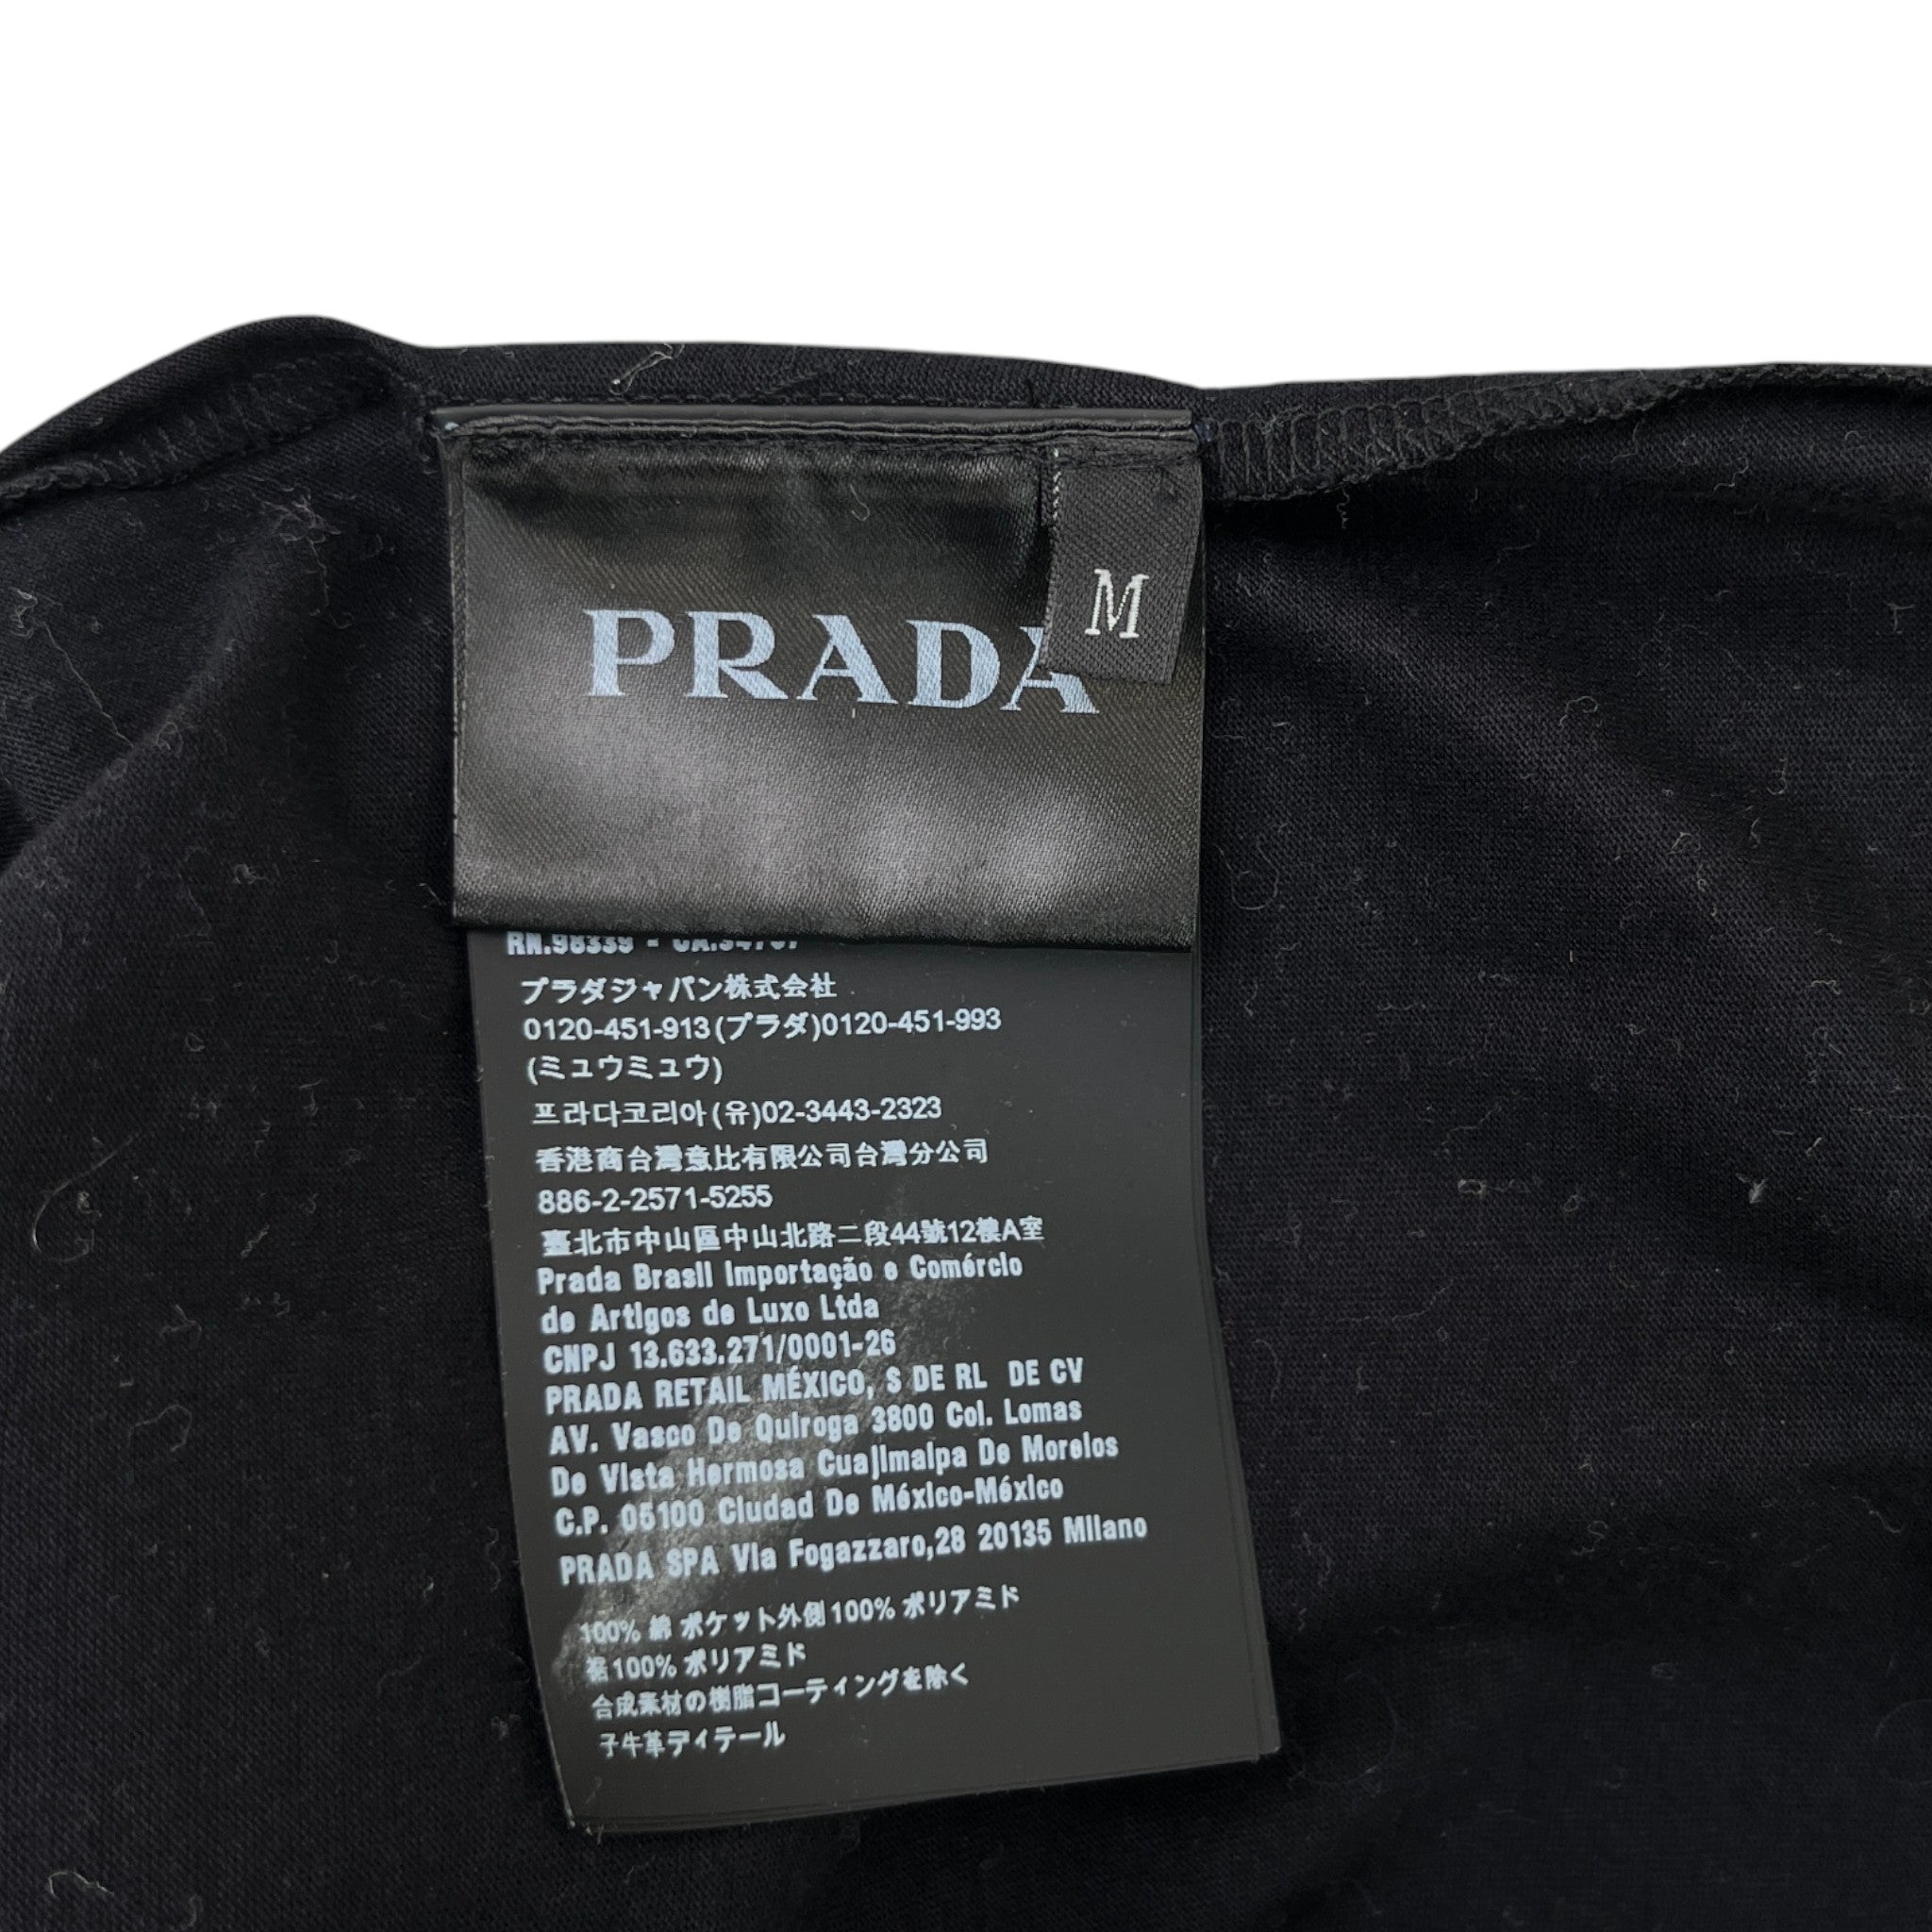 PRADA
M
RN.98339 - CA.34707
プラダジャパン株式会社
0120-451-913(プラダ)0120-451-993
(ミュウミュウ)
프라다코리아(유)02-3443-2323
香港商台灣意比有限公司台灣分公司
886-2-2571-5255
臺北市中山區中山北路二段44號12樓A室
Prada Brasil Importação e Comércio
de Artigos de Luxo Ltda
CNPJ 13.633.271/0001-26
PRADA RETAIL MÉXICO, S DE RL DE CV
AV. Vasco De Quiroga 3800 Col. Lomas
De Vista Hermosa Cuajimalpa De Morelos
C.P. 05100 Ciudad De México-México
PRADA SPA Via Fogazzaro,28 20135 Milano
100% 綿 ポケット外側100% ポリアミド
裾100% ポリアミド
合成素材の樹脂コーティングを除く
子牛革ディテール